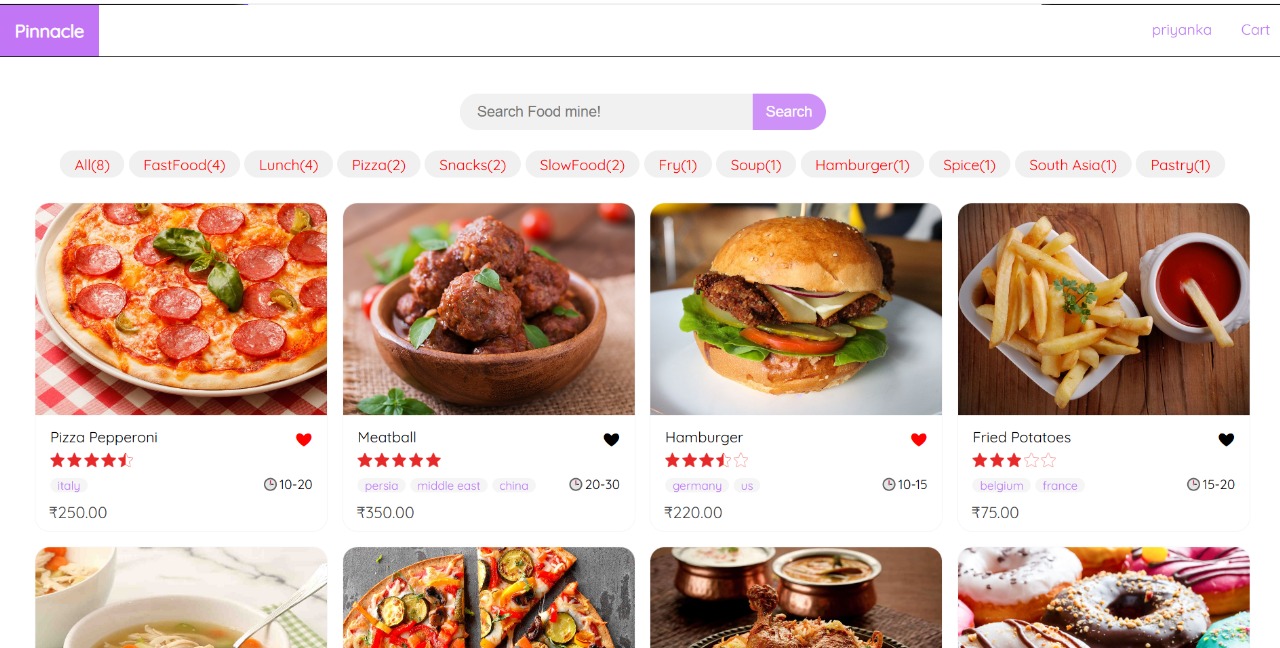 Pinnacle
priyanka Cart
Search Food mine! Search
All(8) FastFood(4) Lunch(4) Pizza(2) Snacks(2) SlowFood(2) Fry(1) Soup(1) Hamburger(1) Spice(1) South Asia(1) Pastry(1)
Pizza Pepperoni
Italy 10-20
₹250.00
Meatball
persia middle east china 20-30
₹350.00
Hamburger
germany us 10-15
₹220.00
Fried Potatoes
belgium france 15-20
₹75.00